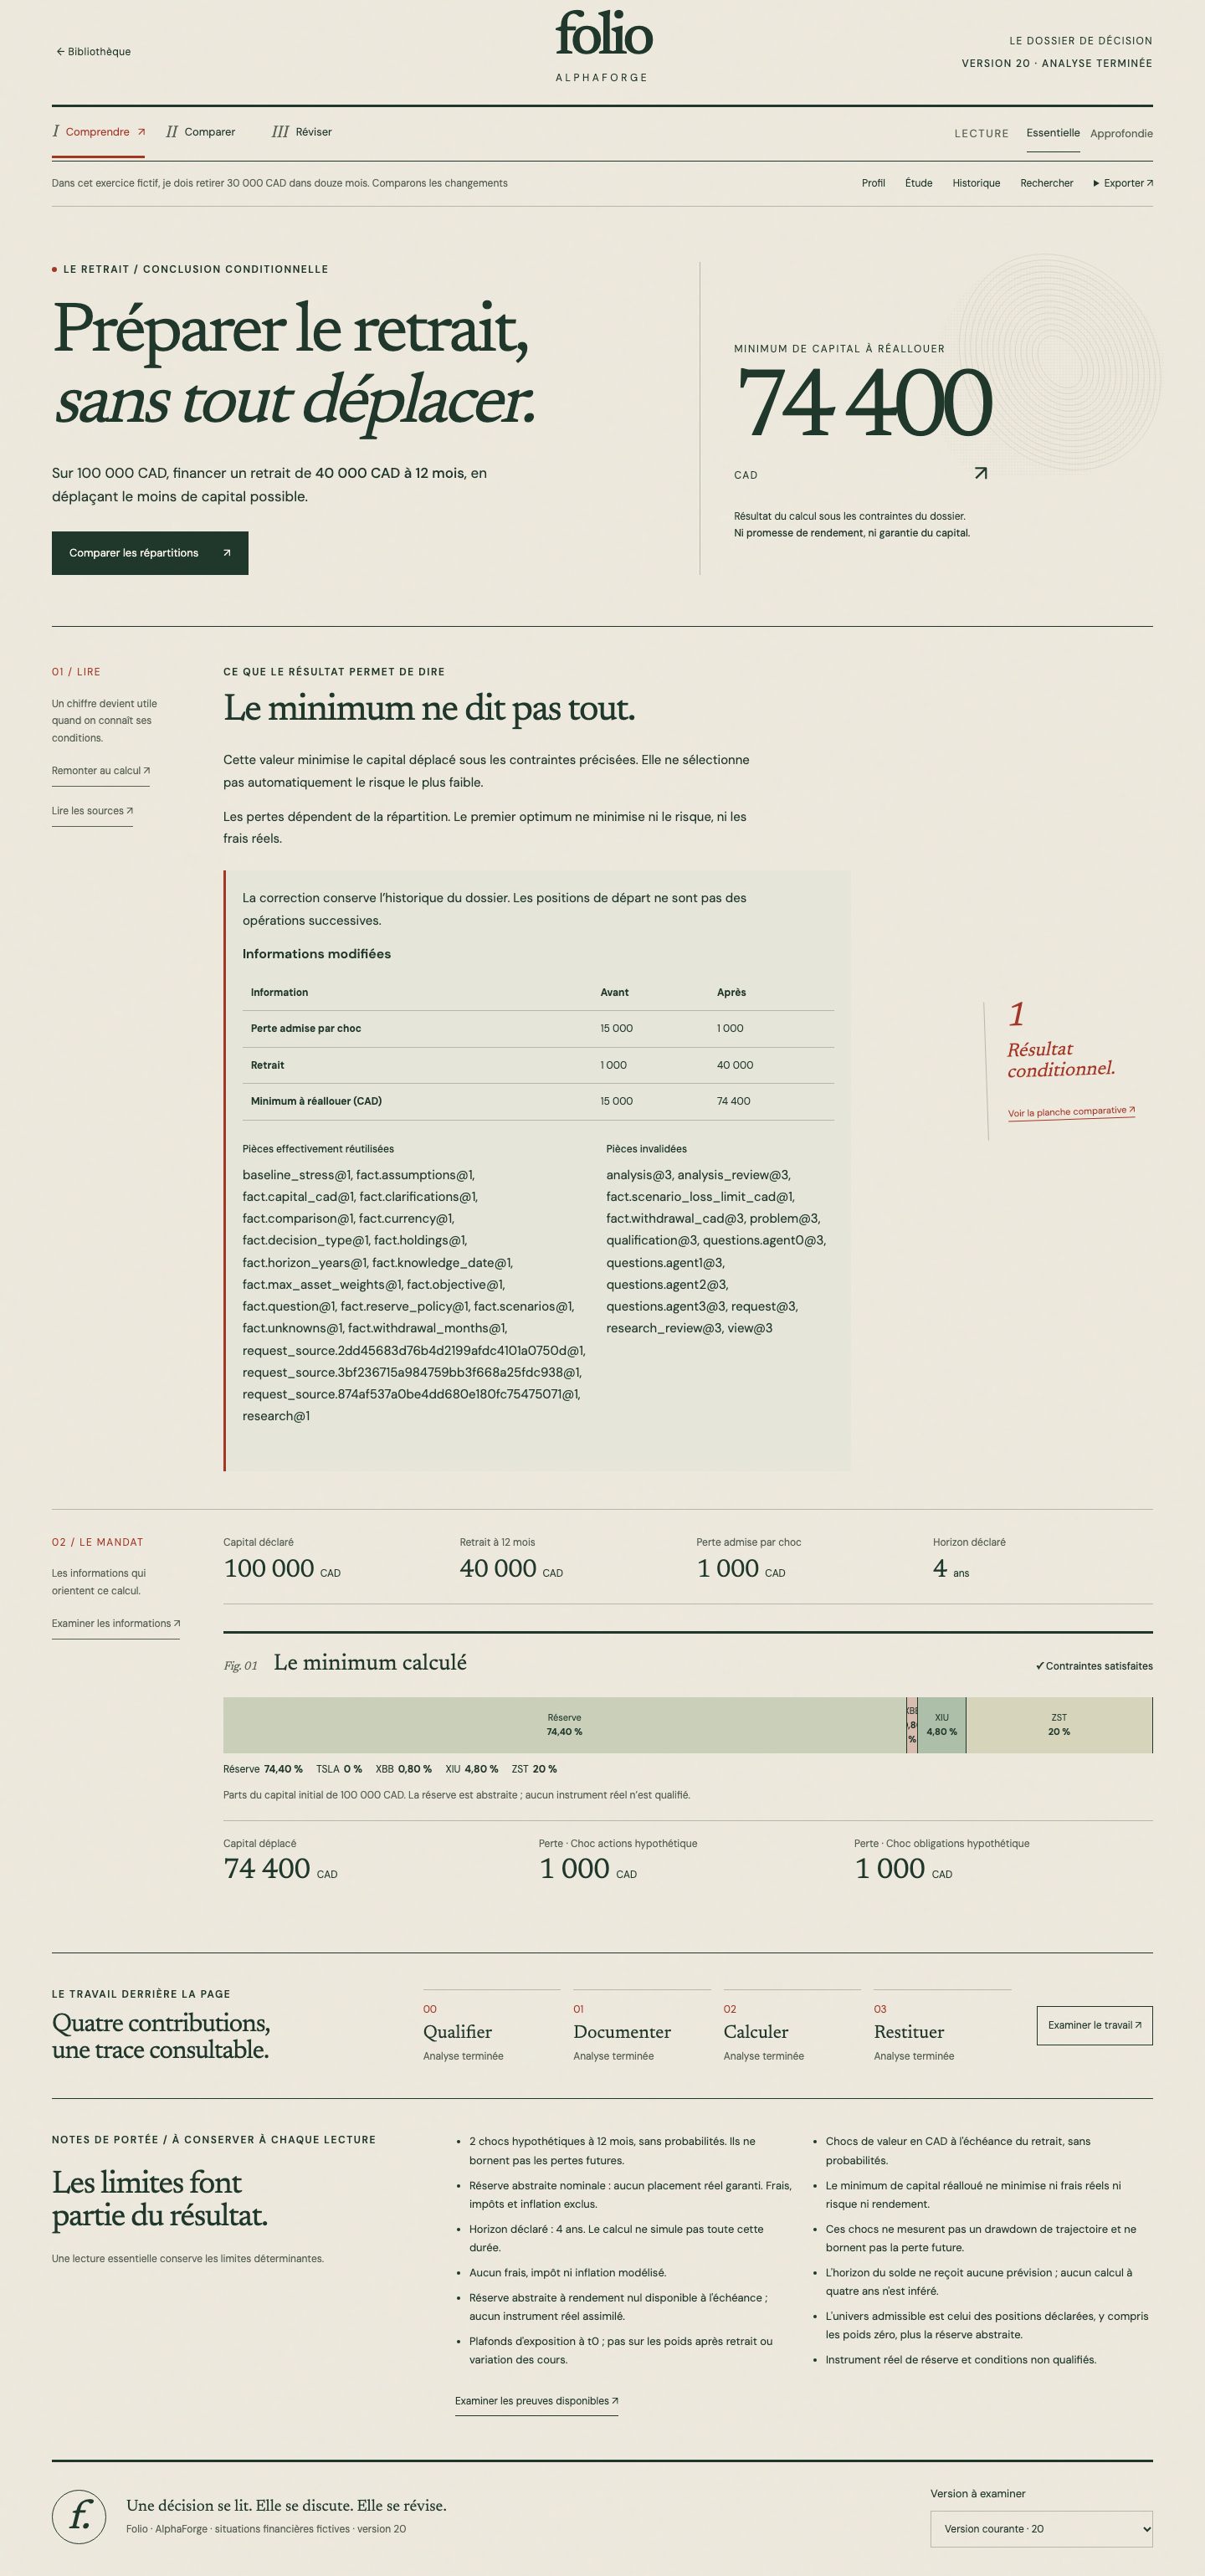 ← Bibliothèque
folio
ALPHAFORGE
LE DOSSIER DE DÉCISION
VERSION 20 · ANALYSE TERMINÉE
I Comprendre ↗
II Comparer
III Réviser
LECTURE Essentielle Approfondie
Dans cet exercice fictif, je dois retirer 30 000 CAD dans douze mois. Comparons les changements
Profil Étude Historique Rechercher ▶ Exporter ↗
LE RETRAIT / CONCLUSION CONDITIONNELLE
Préparer le retrait,
sans tout déplacer.
Sur 100 000 CAD, financer un retrait de 40 000 CAD à 12 mois, en
déplaçant le moins de capital possible.
Comparer les répartitions ↗
MINIMUM DE CAPITAL À RÉALLOUER
74 400
CAD ↗
Résultat du calcul sous les contraintes du dossier.
Ni promesse de rendement, ni garantie du capital.
01 / LIRE
Un chiffre devient utile
quand on connaît ses
conditions.
Remonter au calcul ↗
Lire les sources ↗
CE QUE LE RÉSULTAT PERMET DE DIRE
Le minimum ne dit pas tout.
Cette valeur minimise le capital déplacé sous les contraintes précisées. Elle ne sélectionne
pas automatiquement le risque le plus faible.
Les pertes dépendent de la répartition. Le premier optimum ne minimise ni le risque, ni les
frais réels.
La correction conserve l’historique du dossier. Les positions de départ ne sont pas des
opérations successives.
Informations modifiées
Information Avant Après
Perte admise par choc 15 000 1 000
Retrait 1 000 40 000
Minimum à réallouer (CAD) 15 000 74 400
Pièces effectivement réutilisées
baseline_stress@1, fact.assumptions@1,
fact.capital_cad@1, fact.clarifications@1,
fact.comparison@1, fact.currency@1,
fact.decision_type@1, fact.holdings@1,
fact.horizon_years@1, fact.knowledge_date@1,
fact.max_asset_weights@1, fact.objective@1,
fact.question@1, fact.reserve_policy@1, fact.scenarios@1,
fact.unknowns@1, fact.withdrawal_months@1,
request_source.2dd45683d76b4d2199afdc4101a0750d@1,
request_source.3bf236715a984759bb3f668a25fdc938@1,
request_source.874af537a0be4dd680e180fc75475071@1,
research@1
Pièces invalidées
analysis@3, analysis_review@3,
fact.scenario_loss_limit_cad@1,
fact.withdrawal_cad@3, problem@3,
qualification@3, questions.agent0@3,
questions.agent1@3,
questions.agent2@3,
questions.agent3@3, request@3,
research_review@3, view@3
1
Résultat
conditionnel.
Voir la planche comparative ↗
02 / LE MANDAT
Les informations qui
orientent ce calcul.
Examiner les informations ↗
Capital déclaré
100 000 CAD
Retrait à 12 mois
40 000 CAD
Perte admise par choc
1 000 CAD
Horizon déclaré
4 ans
Fig. 01 Le minimum calculé
✓ Contraintes satisfaites
Réserve
74,40 %
XIU
4,80 %
ZST
20 %
Réserve 74,40 % TSLA 0 % XBB 0,80 % XIU 4,80 % ZST 20 %
Parts du capital initial de 100 000 CAD. La réserve est abstraite ; aucun instrument réel n’est qualifié.
Capital déplacé
74 400 CAD
Perte · Choc actions hypothétique
1 000 CAD
Perte · Choc obligations hypothétique
1 000 CAD
LE TRAVAIL DERRIÈRE LA PAGE
Quatre contributions,
une trace consultable.
00
Qualifier
Analyse terminée
01
Documenter
Analyse terminée
02
Calculer
Analyse terminée
03
Restituer
Analyse terminée
Examiner le travail ↗
NOTES DE PORTÉE / À CONSERVER À CHAQUE LECTURE
Les limites font
partie du résultat.
Une lecture essentielle conserve les limites déterminantes.
• 2 chocs hypothétiques à 12 mois, sans probabilités. Ils ne
bornent pas les pertes futures.
• Réserve abstraite nominale : aucun placement réel garanti. Frais,
impôts et inflation exclus.
• Horizon déclaré : 4 ans. Le calcul ne simule pas toute cette
durée.
• Aucun frais, impôt ni inflation modélisé.
• Réserve abstraite à rendement nul disponible à l'échéance ;
aucun instrument réel assimilé.
• Plafonds d'exposition à t0 ; pas sur les poids après retrait ou
variation des cours.
• Chocs de valeur en CAD à l'échéance du retrait, sans
probabilités.
• Le minimum de capital réalloué ne minimise ni frais réels ni
risque ni rendement.
• Ces chocs ne mesurent pas un drawdown de trajectoire et ne
bornent pas la perte future.
• L'horizon du solde ne reçoit aucune prévision ; aucun calcul à
quatre ans n'est inféré.
• L'univers admissible est celui des positions déclarées, y compris
les poids zéro, plus la réserve abstraite.
• Instrument réel de réserve et conditions non qualifiés.
Examiner les preuves disponibles ↗
f.
Une décision se lit. Elle se discute. Elle se révise.
Folio · AlphaForge · situations financières fictives · version 20
Version à examiner
Version courante · 20